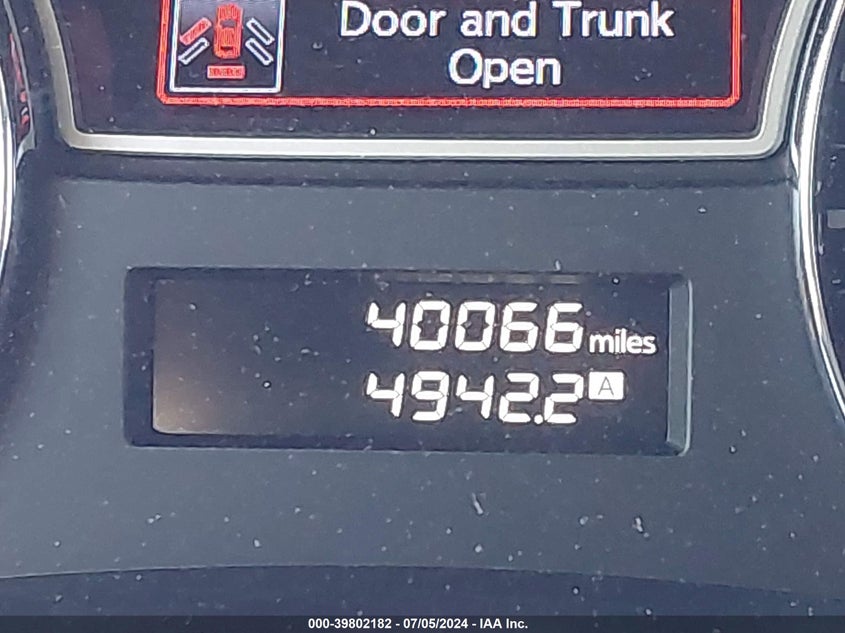 Door and Trunk
Open
40066 miles
4942.2 A
000-39802182 - 07/05/2024 - IAA Inc.